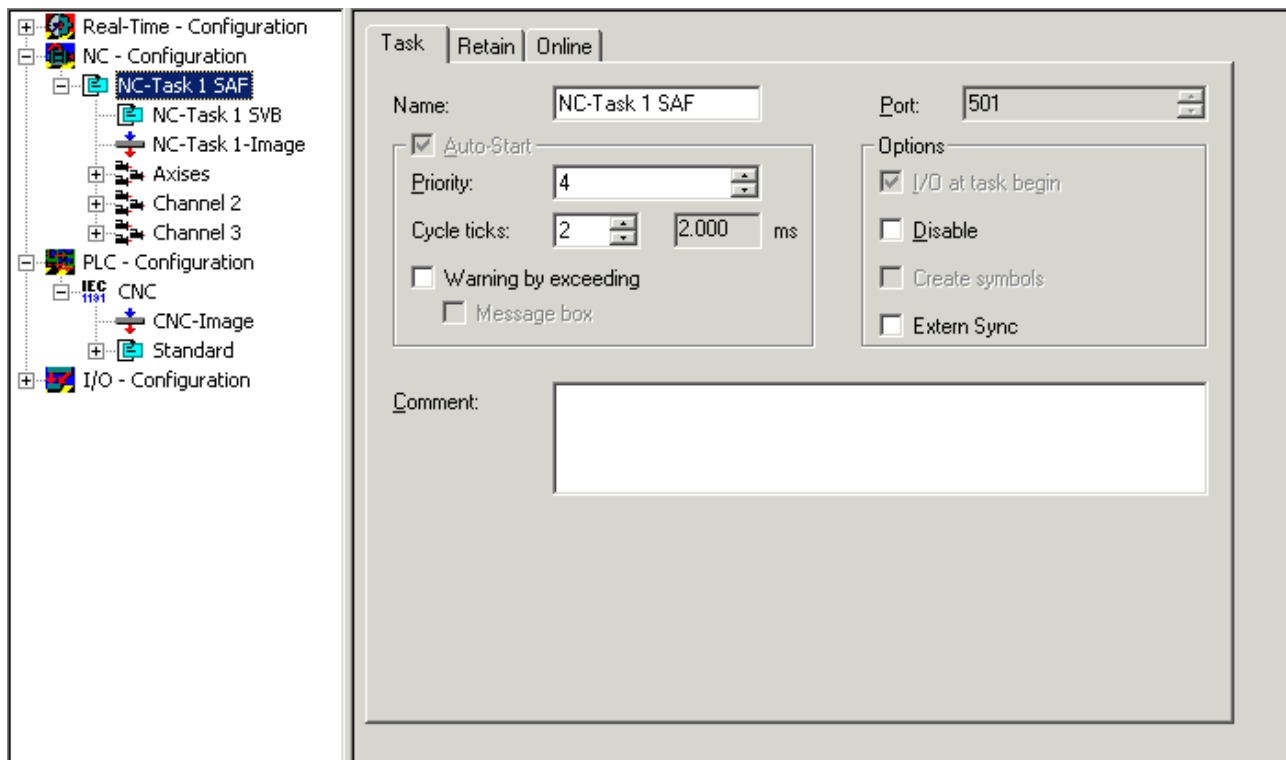 Real-Time - Configuration
NC - Configuration
NC-Task 1 SAF
NC-Task 1 SVB
NC-Task 1-Image
Axises
Channel 2
Channel 3
PLC - Configuration
IEC 1131 CNC
CNC-Image
Standard
I/O - Configuration
Task Retain Online
Name: NC-Task 1 SAF
Port: 501
Auto-Start
Priority: 4
Cycle ticks: 2 2.000 ms
Warning by exceeding
Message box
Options
I/O at task begin
Disable
Create symbols
Extern Sync
Comment: